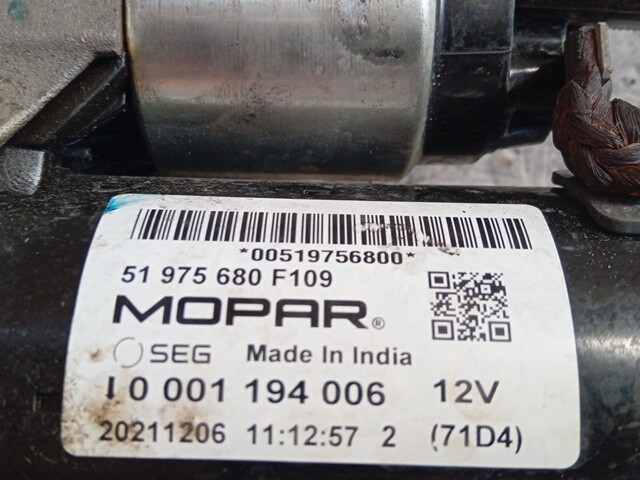 *00519756800*
51 975 680 F109
MOPAR®
SEG Made In India
0 001 194 006 12V
20211206 11:12:57 2 (71D4)